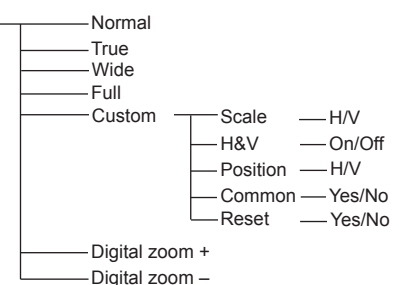 Normal
True
Wide
Full
Custom Scale H/V
H&V On/Off
Position H/V
Common Yes/No
Reset Yes/No
Digital zoom +
Digital zoom –